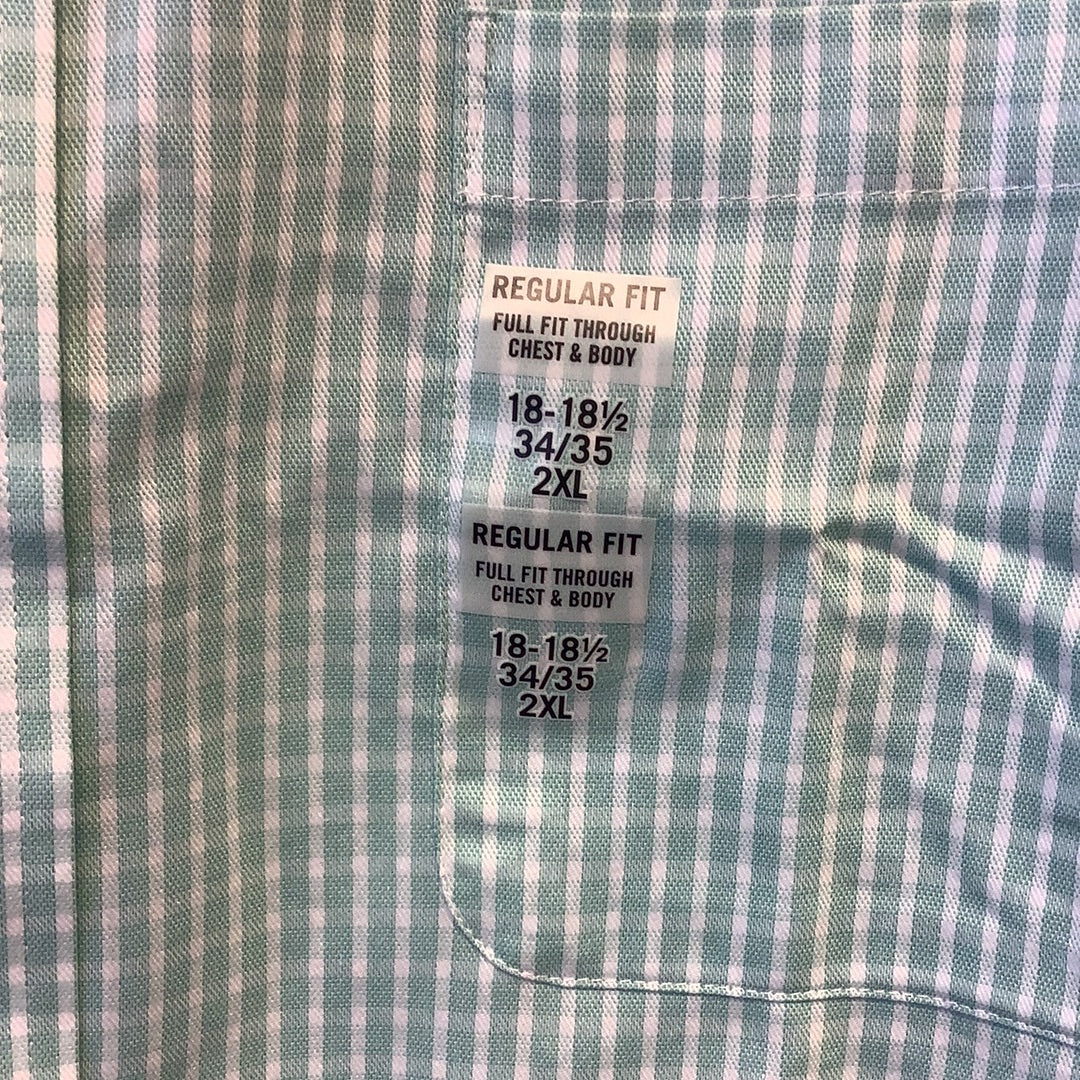 REGULAR FIT
FULL FIT THROUGH
CHEST & BODY
18-18½
34/35
2XL
REGULAR FIT
FULL FIT THROUGH
CHEST & BODY
18-18½
34/35
2XL